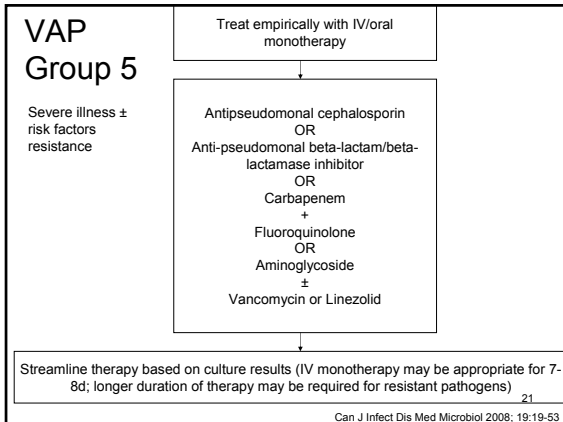 VAP
Group 5
Severe illness ±
risk factors
resistance
Treat empirically with IV/oral
monotherapy
Antipseudomonal cephalosporin
OR
Anti-pseudomonal beta-lactam/beta-
lactamase inhibitor
OR
Carbapenem
+
Fluoroquinolone
OR
Aminoglycoside
±
Vancomycin or Linezolid
Streamline therapy based on culture results (IV monotherapy may be appropriate for 7-
8d; longer duration of therapy may be required for resistant pathogens)
21
Can J Infect Dis Med Microbiol 2008; 19:19-53